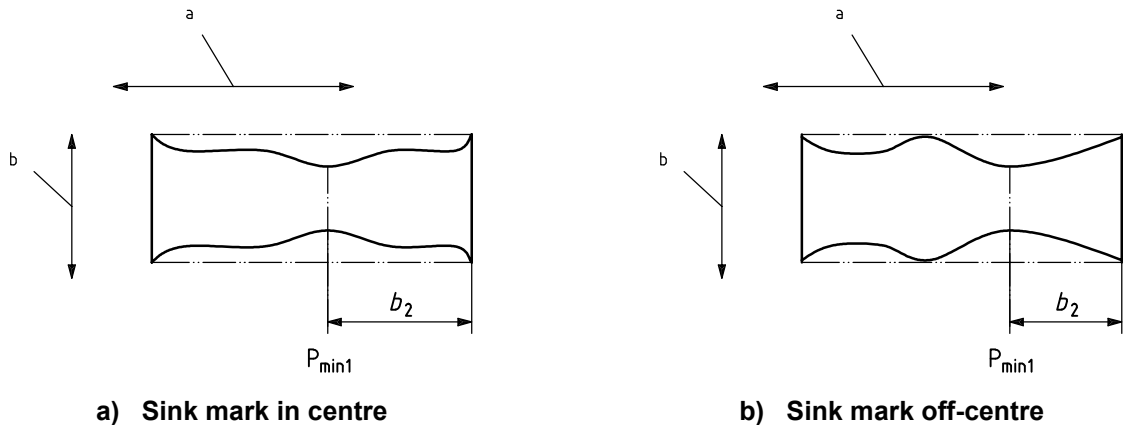 a
a
b
b
b₂
b₂
Pmin1
Pmin1
a) Sink mark in centre
b) Sink mark off-centre